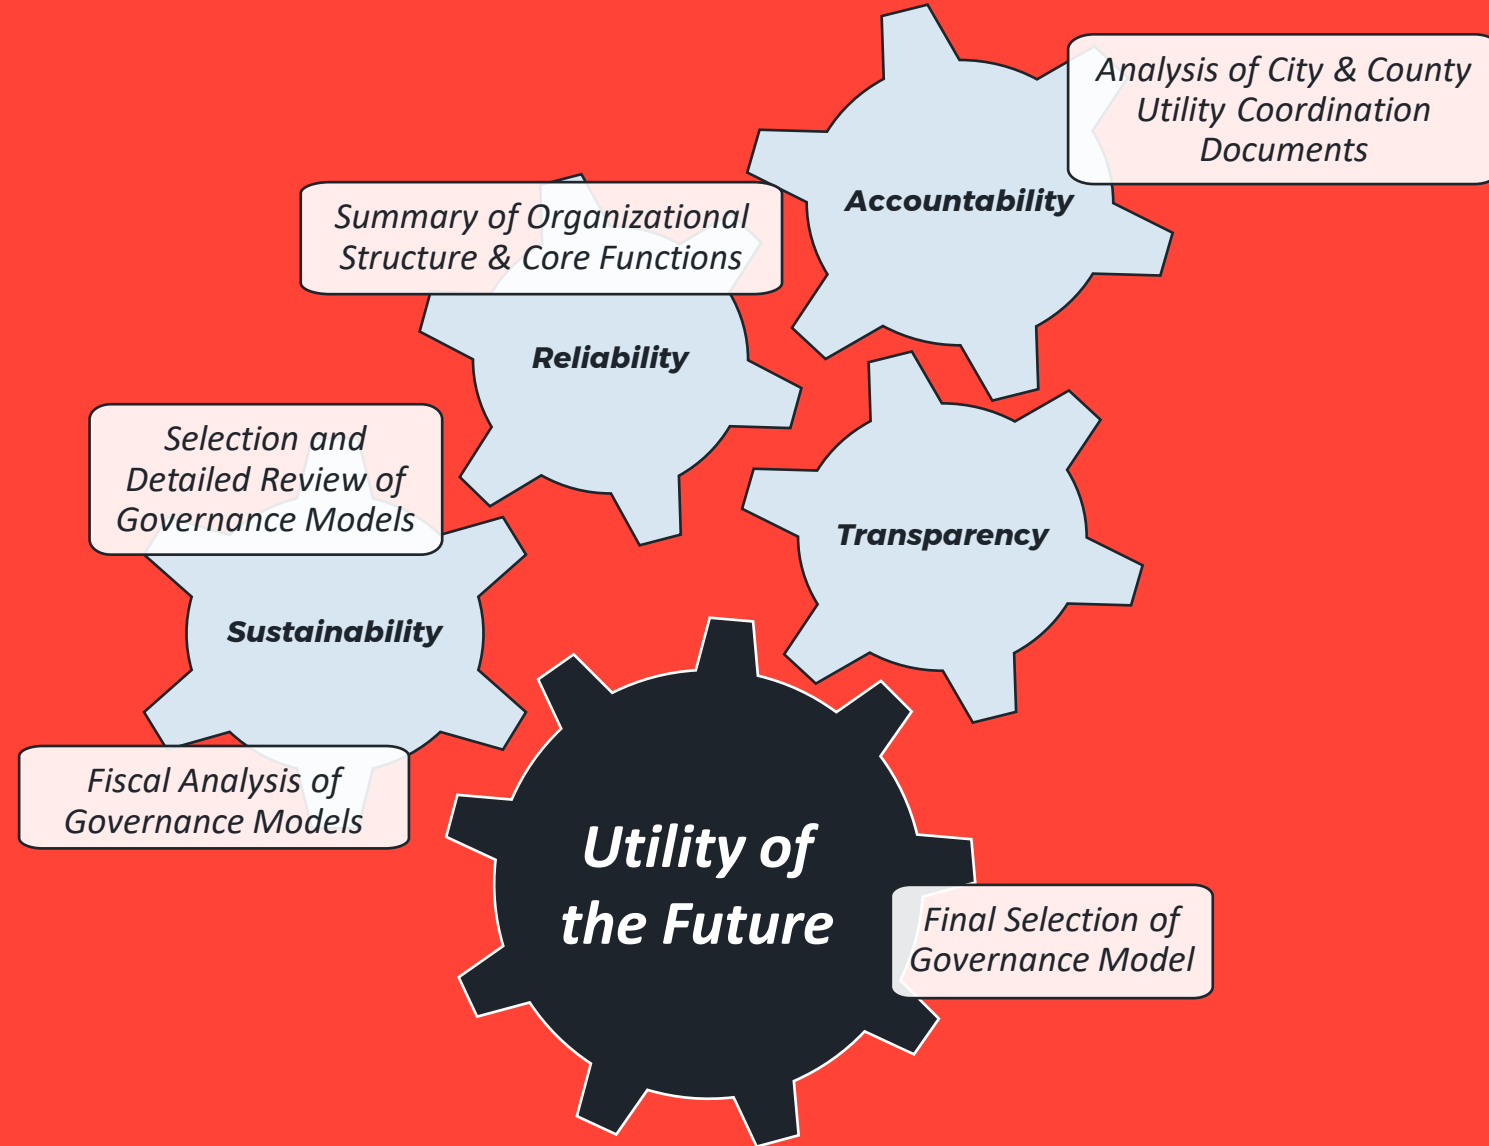 Analysis of City & County
Utility Coordination
Documents
Accountability
Summary of Organizational
Structure & Core Functions
Reliability
Selection and
Detailed Review of
Governance Models
Transparency
Sustainability
Fiscal Analysis of
Governance Models
Utility of
the Future
Final Selection of
Governance Model